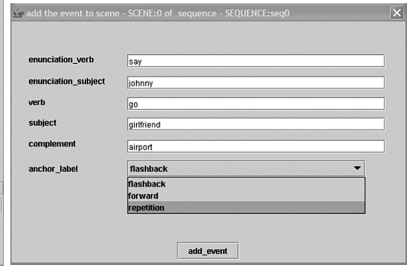 add the event to scene - SCENE:0 of sequence - SEQUENCE:seq0
enunciation_verb say
enunciation_subject johnny
verb go
subject girlfriend
complement airport
anchor_label flashback
flashback
forward
repetition
add_event